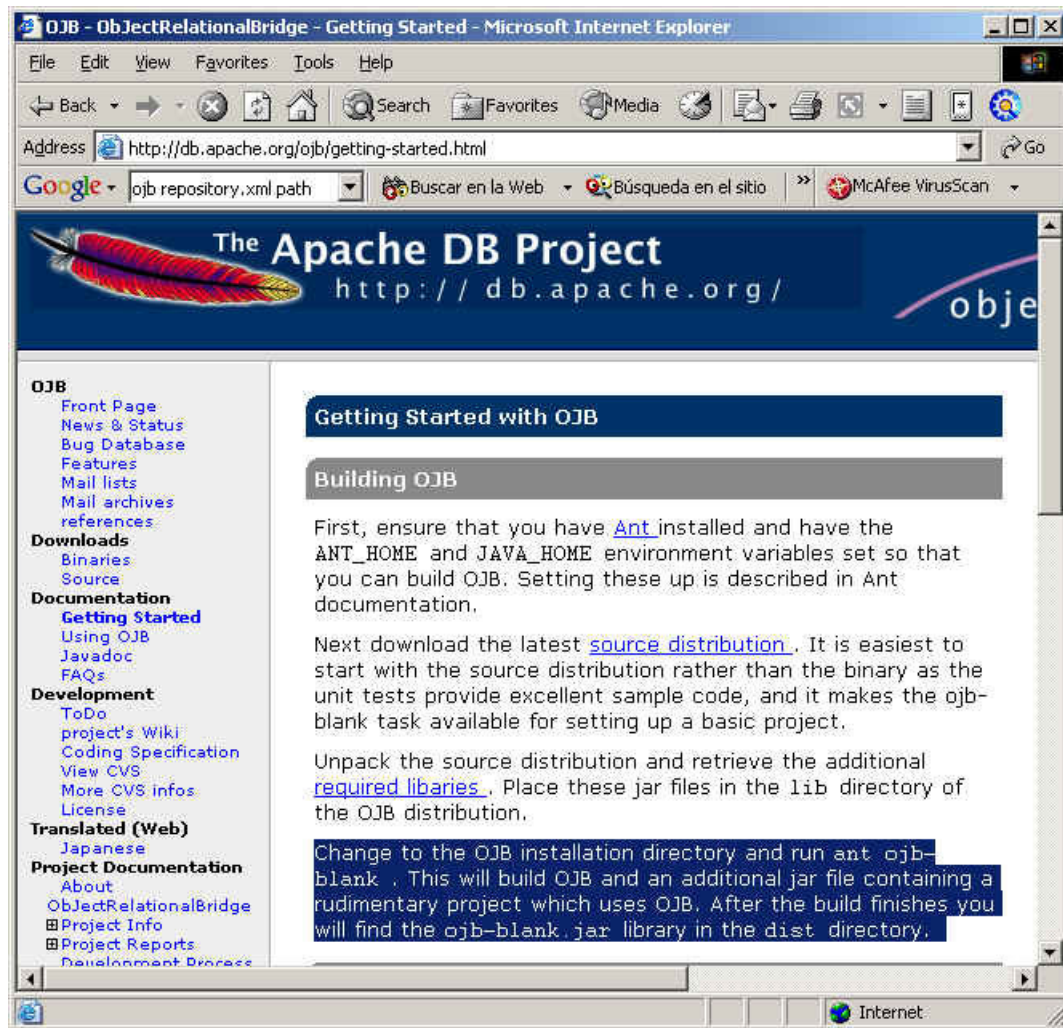 OJB - ObJectRelationalBridge - Getting Started - Microsoft Internet Explorer
File Edit View Favorites Tools Help
Back Search Favorites Media
Address http://db.apache.org/ojb/getting-started.html Go
Google ojb repository.xml path Buscar en la Web Búsqueda en el sitio » McAfee VirusScan
The Apache DB Project
http://db.apache.org/
obje
OJB
Front Page
News & Status
Bug Database
Features
Mail lists
Mail archives
references
Downloads
Binaries
Source
Documentation
Getting Started
Using OJB
Javadoc
FAQs
Development
ToDo
project's Wiki
Coding Specification
View CVS
More CVS infos
License
Translated (Web)
Japanese
Project Documentation
About
ObJectRelationalBridge
Project Info
Project Reports
Development Process
Getting Started with OJB
Building OJB
First, ensure that you have Ant installed and have the
ANT_HOME and JAVA_HOME environment variables set so that
you can build OJB. Setting these up is described in Ant
documentation.
Next download the latest source distribution . It is easiest to
start with the source distribution rather than the binary as the
unit tests provide excellent sample code, and it makes the ojb-
blank task available for setting up a basic project.
Unpack the source distribution and retrieve the additional
required libaries . Place these jar files in the lib directory of
the OJB distribution.
Change to the OJB installation directory and run ant ojb-
blank . This will build OJB and an additional jar file containing a
rudimentary project which uses OJB. After the build finishes you
will find the ojb-blank.jar library in the dist directory.
Internet